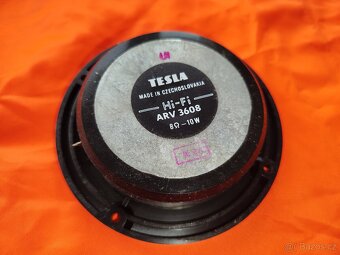 TESLA
MADE IN CZECHOSLOVAKIA
Hi-Fi
ARV 3608
8Ω-10W